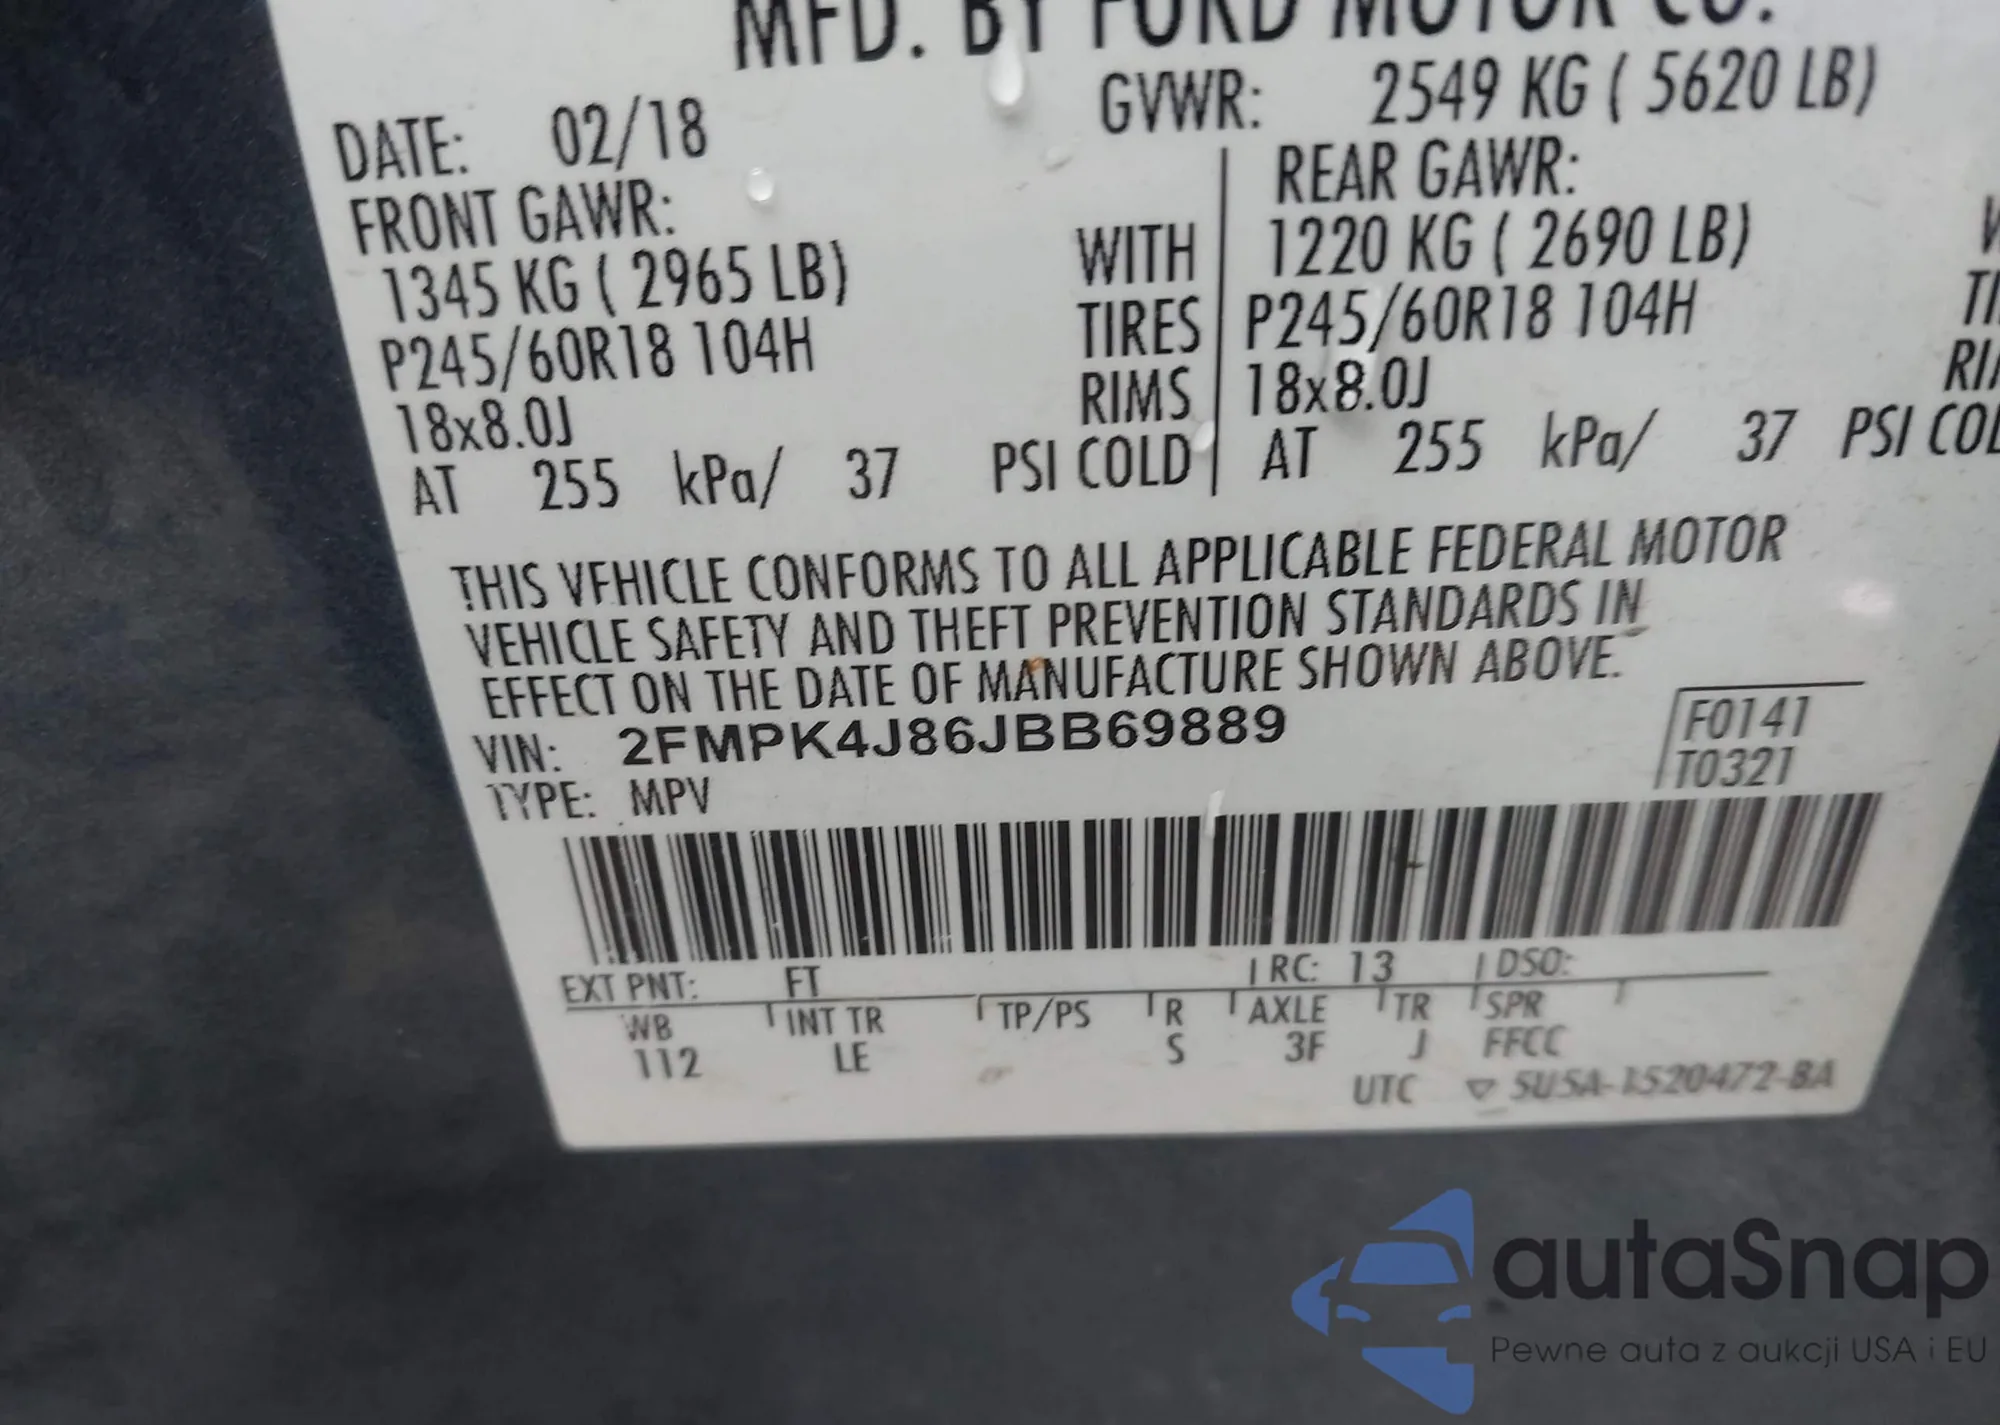 MFD. BY FORD MOTOR CO.
DATE: 02/18 GVWR: 2549 KG ( 5620 LB)
FRONT GAWR: REAR GAWR:
1345 KG ( 2965 LB) WITH 1220 KG ( 2690 LB)
P245/60R18 104H TIRES P245/60R18 104H
18x8.0J RIMS 18x8.0J
AT 255 kPa/ 37 PSI COLD AT 255 kPa/ 37 PSI COL
THIS VEHICLE CONFORMS TO ALL APPLICABLE FEDERAL MOTOR
VEHICLE SAFETY AND THEFT PREVENTION STANDARDS IN
EFFECT ON THE DATE OF MANUFACTURE SHOWN ABOVE.
VIN: 2FMPK4J86JBB69889 F0141
TYPE: MPV T0321
EXT PNT: FT RC: 13 DSO:
WB INT TR TP/PS R AXLE TR SPR
112 LE S 3F J FFCC
UTC ▽ 5U5A-1520472-BA
autaSnap
Pewne auta z aukcji USA i EU